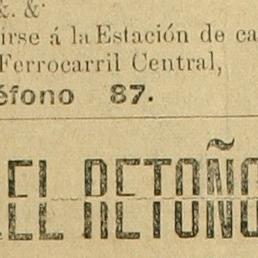 &. &
irse á la Estación de ca
Ferrocarril Central,
éfono 87.
EL RETOÑO